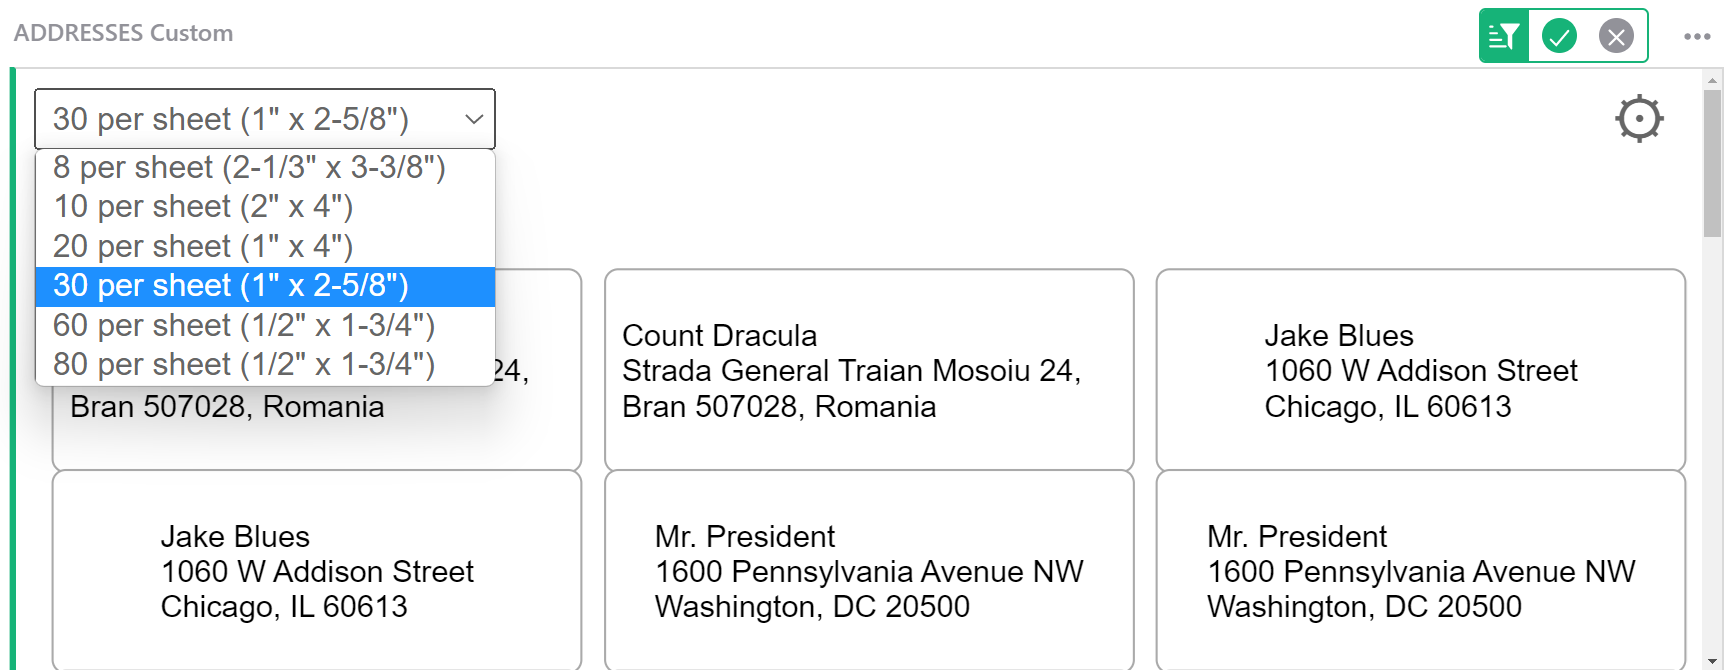 ADDRESSES Custom
30 per sheet (1" x 2-5/8")
8 per sheet (2-1/3" x 3-3/8")
10 per sheet (2" x 4")
20 per sheet (1" x 4")
30 per sheet (1" x 2-5/8")
60 per sheet (1/2" x 1-3/4")
80 per sheet (1/2" x 1-3/4")
24,
Bran 507028, Romania
Count Dracula
Strada General Traian Mosoiu 24,
Bran 507028, Romania
Jake Blues
1060 W Addison Street
Chicago, IL 60613
Jake Blues
1060 W Addison Street
Chicago, IL 60613
Mr. President
1600 Pennsylvania Avenue NW
Washington, DC 20500
Mr. President
1600 Pennsylvania Avenue NW
Washington, DC 20500